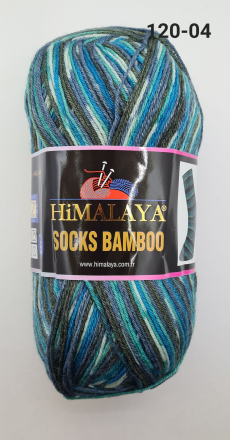 120-04
HiMALAYA®
SOCKS BAMBOO
www.himalaya.com.tr